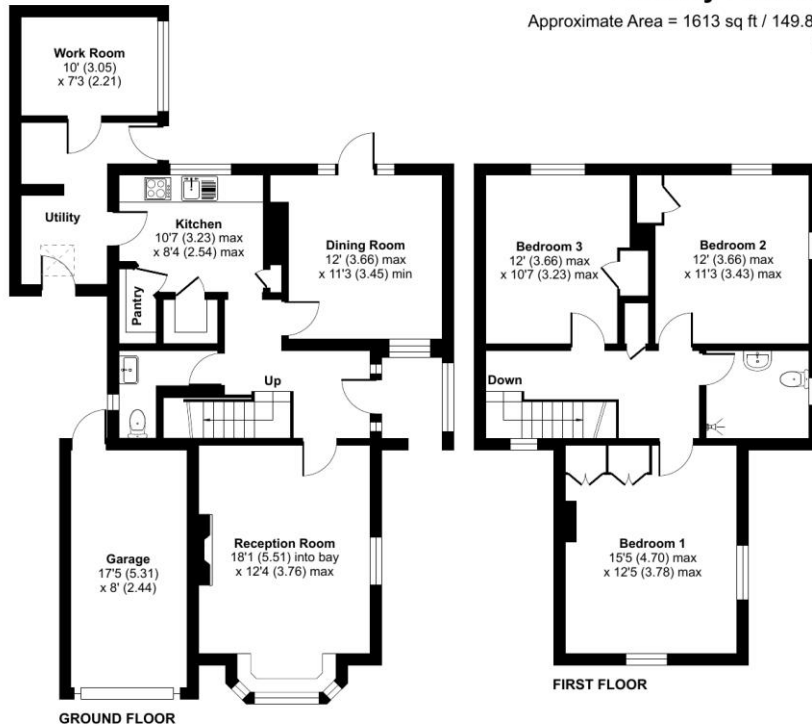 Approximate Area = 1613 sq ft / 149.8
Work Room
10' (3.05)
x 7'3 (2.21)
Utility
Kitchen
10'7 (3.23) max
x 8'4 (2.54) max
Pantry
Dining Room
12' (3.66) max
x 11'3 (3.45) min
Up
Garage
17'5 (5.31)
x 8' (2.44)
Reception Room
18'1 (5.51) into bay
x 12'4 (3.76) max
GROUND FLOOR
Bedroom 3
12' (3.66) max
x 10'7 (3.23) max
Bedroom 2
12' (3.66) max
x 11'3 (3.43) max
Down
Bedroom 1
15'5 (4.70) max
x 12'5 (3.78) max
FIRST FLOOR